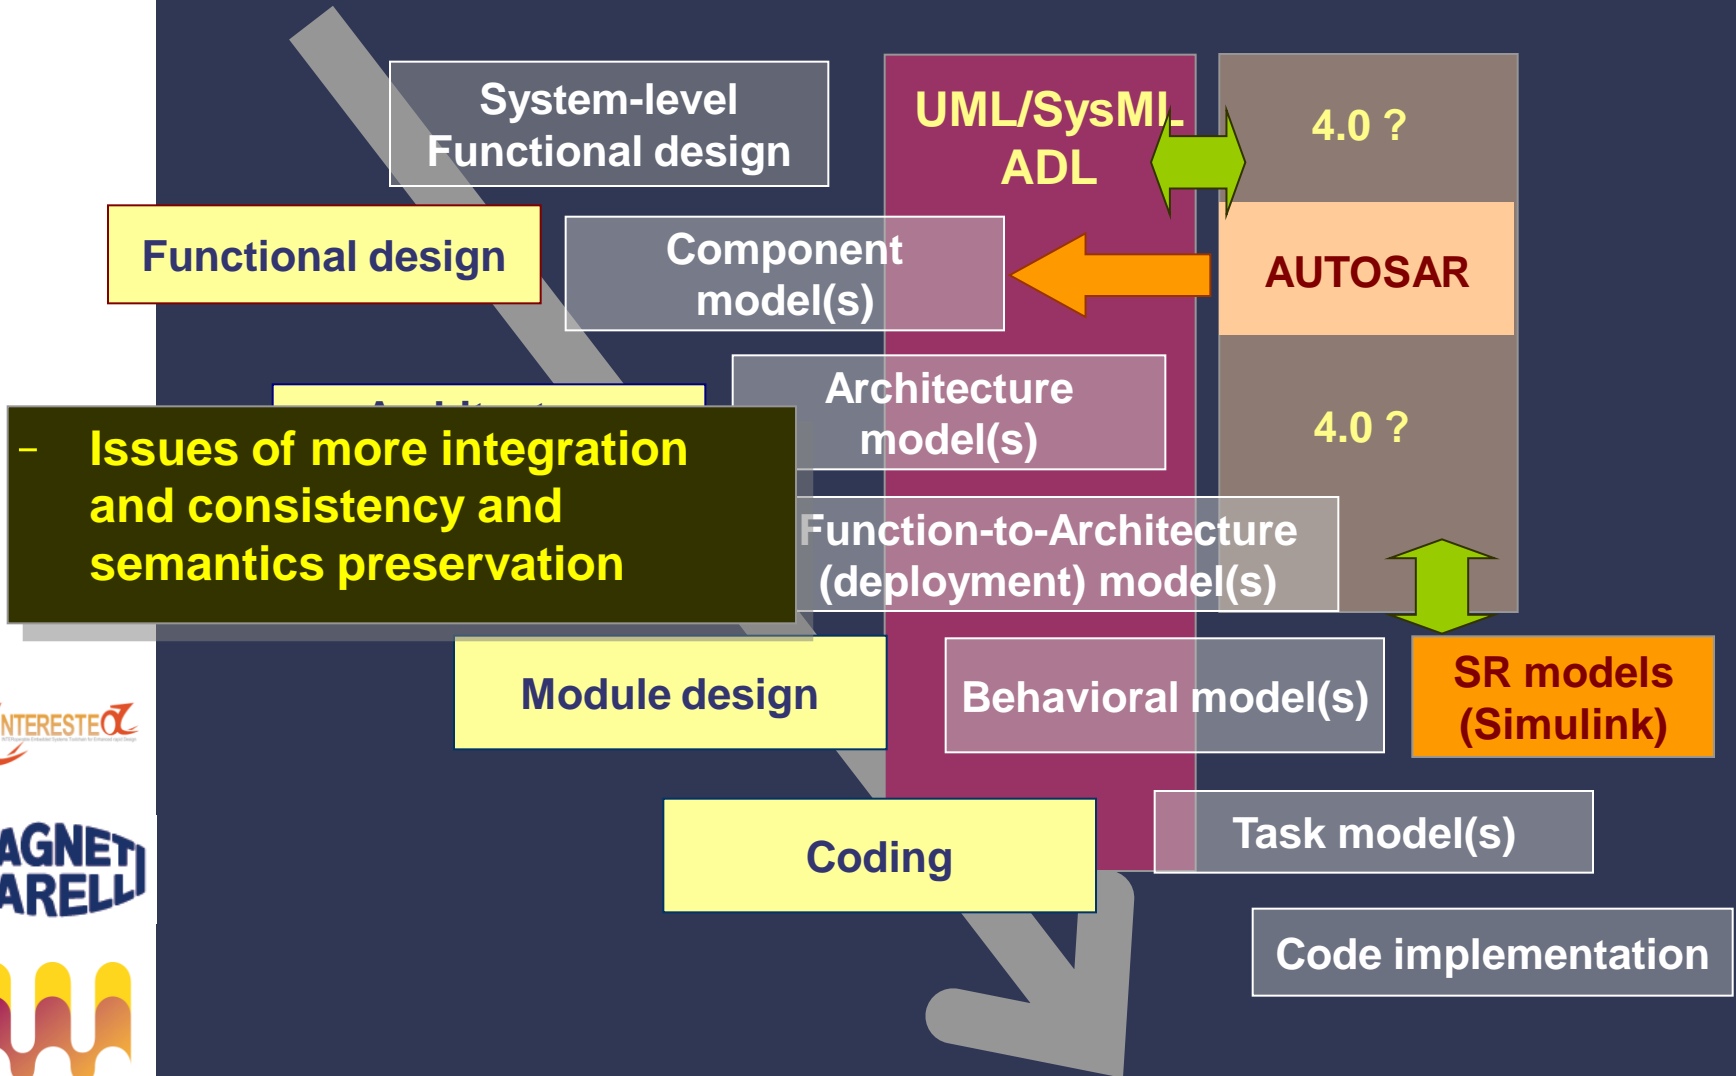 System-level
Functional design
UML/SysML
ADL
4.0 ?
Functional design
Component
model(s)
AUTOSAR
Architecture
model(s)
4.0 ?
– Issues of more integration
and consistency and
semantics preservation
Function-to-Architecture
(deployment) model(s)
Module design
Behavioral model(s)
SR models
(Simulink)
NTERESTE
Coding
Task model(s)
AGNETI
ARELLI
Code implementation